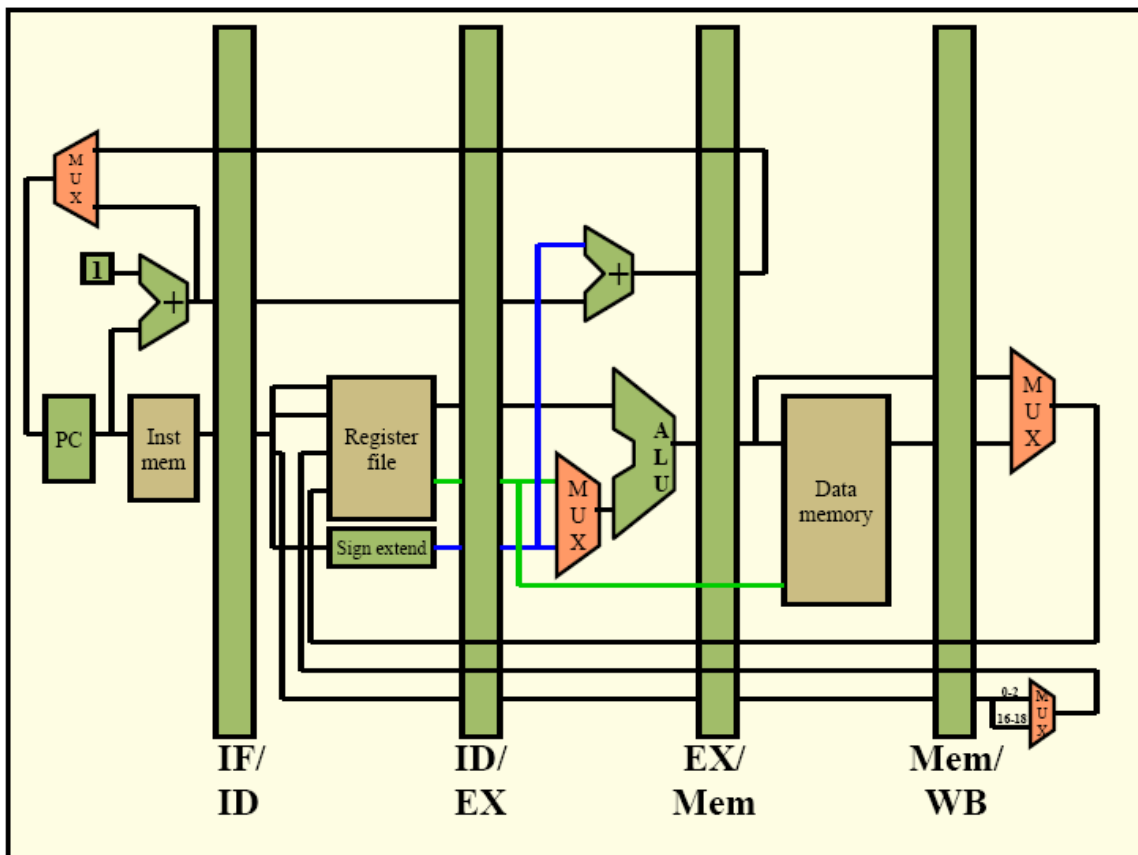 M
U
X
1
+
+
PC
Inst
mem
Register
file
Sign extend
M
U
X
A
L
U
Data
memory
M
U
X
0-2
16-18
M
U
X
IF/
ID
ID/
EX
EX/
Mem
Mem/
WB